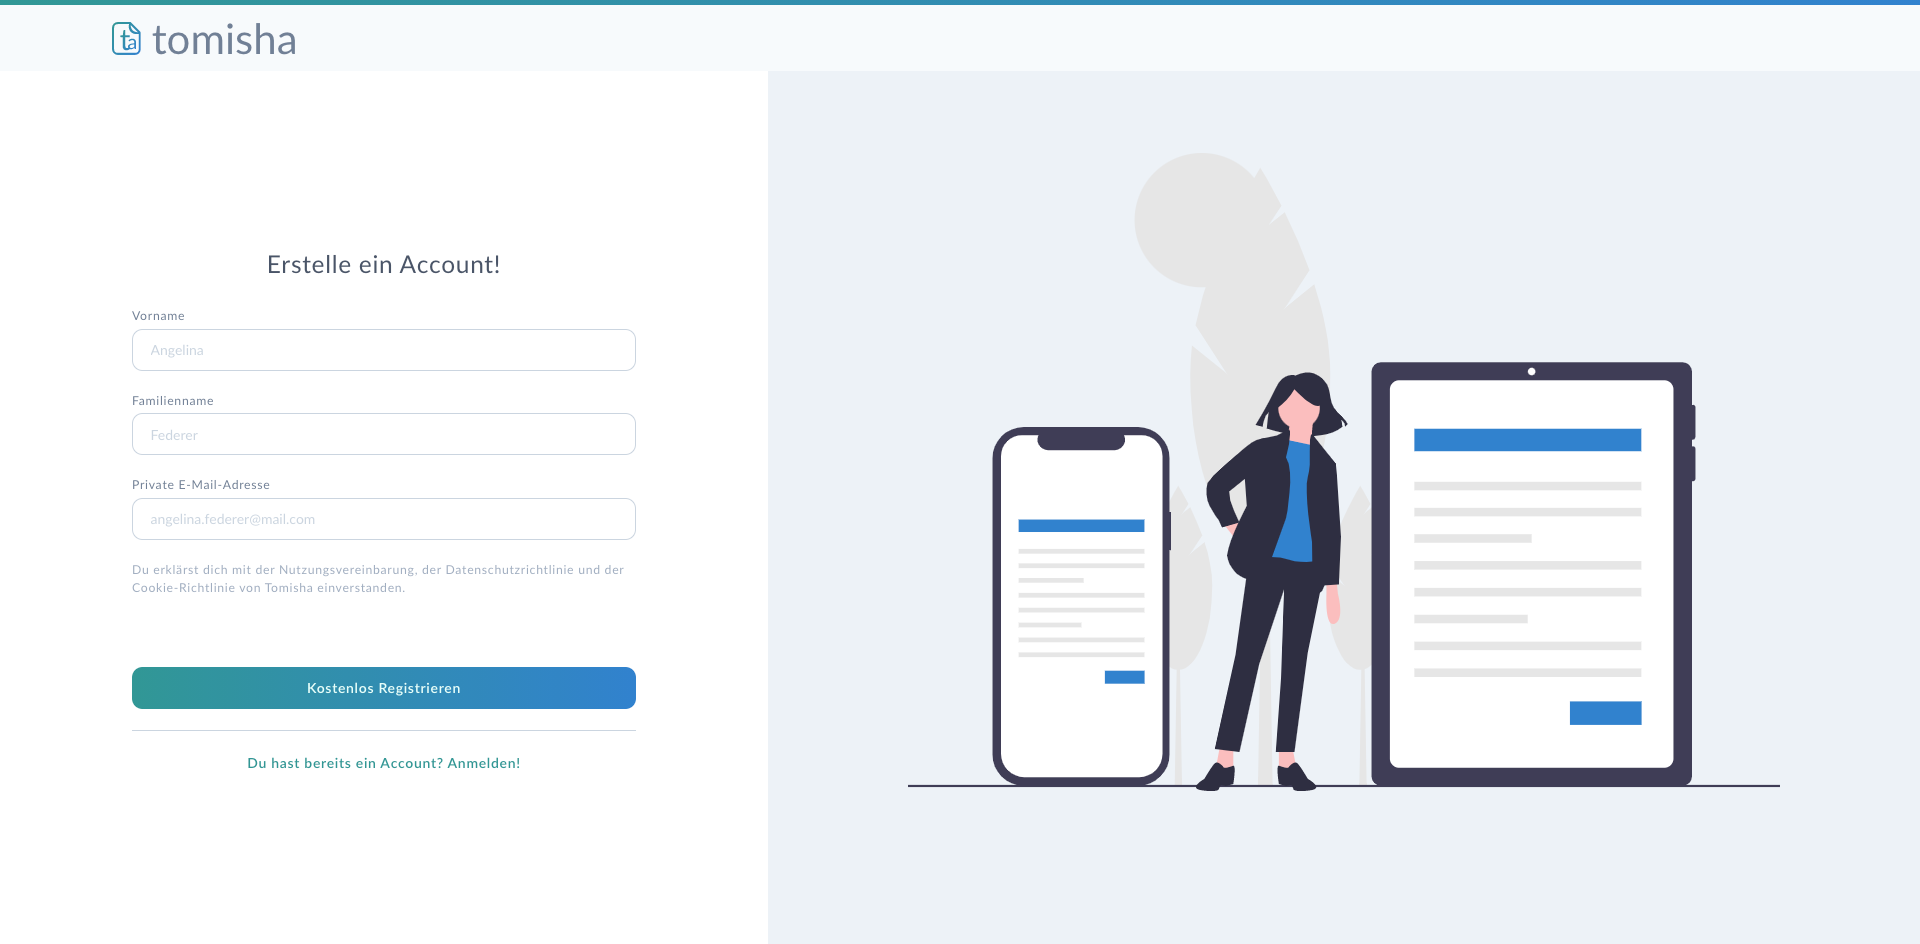 ta tomisha
Erstelle ein Account!
Vorname
Angelina
Familienname
Federer
Private E-Mail-Adresse
angelina.federer@mail.com
Du erklärst dich mit der Nutzungsvereinbarung, der Datenschutzrichtlinie und der
Cookie-Richtlinie von Tomisha einverstanden.
Kostenlos Registrieren
Du hast bereits ein Account? Anmelden!